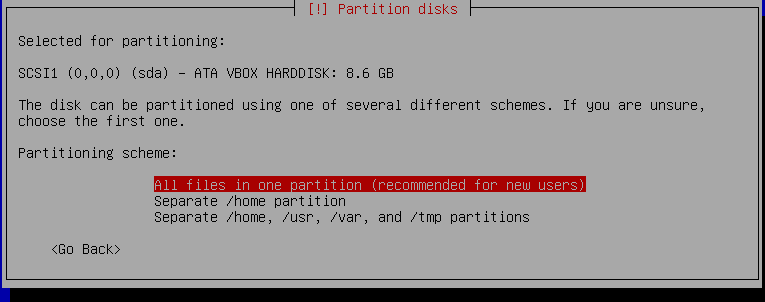 [!] Partition disks
Selected for partitioning:
SCSI1 (0,0,0) (sda) - ATA VBOX HARDDISK: 8.6 GB
The disk can be partitioned using one of several different schemes. If you are unsure,
choose the first one.
Partitioning scheme:
All files in one partition (recommended for new users)
Separate /home partition
Separate /home, /usr, /var, and /tmp partitions
<Go Back>